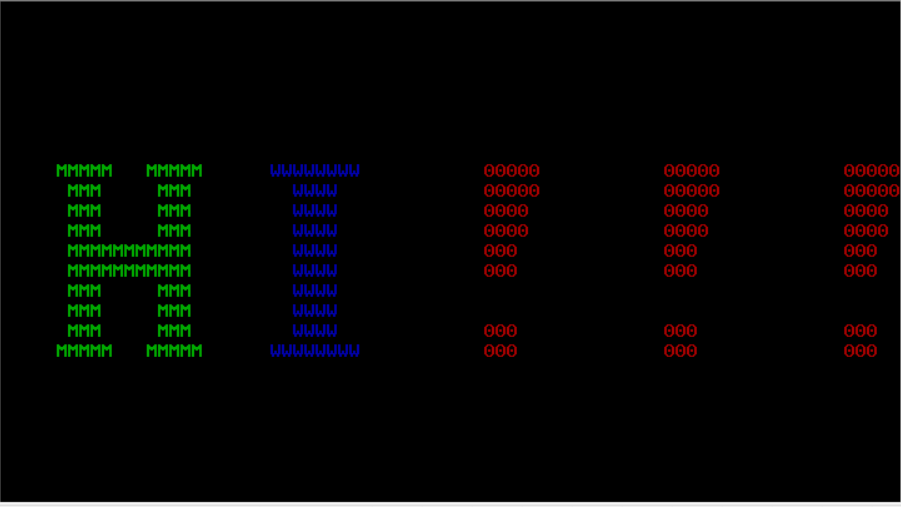 MMMMM   MMMMM      WWWWWWWW           00000           00000           00000
 MMM     MMM         WWWW             00000           00000           00000
 MMM     MMM         WWWW             0000            0000            0000
 MMM     MMM         WWWW             0000            0000            0000
 MMMMMMMMMMM         WWWW             000             000             000
 MMMMMMMMMMM         WWWW             000             000             000
 MMM     MMM         WWWW
 MMM     MMM         WWWW
 MMM     MMM         WWWW             000             000             000
MMMMM   MMMMM      WWWWWWWW           000             000             000